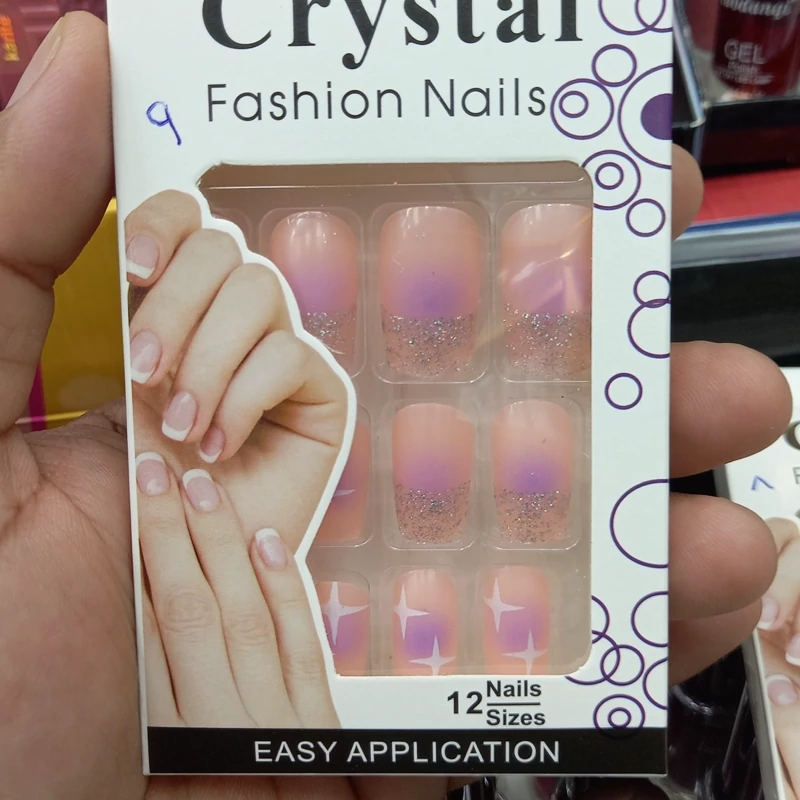 Crystal
Fashion Nails
9
GEL
12 Nails
Sizes
EASY APPLICATION